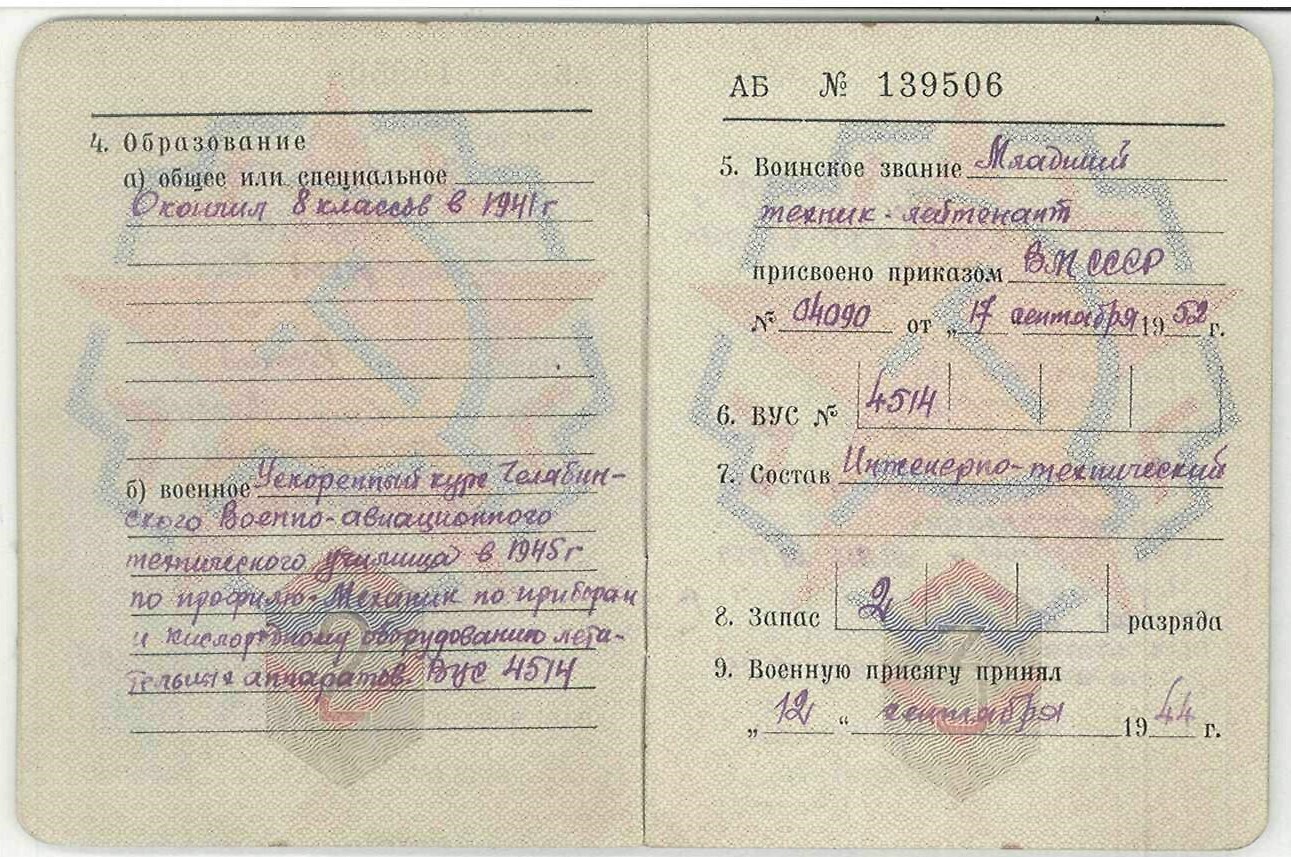 4. Образование
а) общее или специальное
Окончил 8 классов в 1941 г
б) военное Ускоренный курс Челябин-
ского Военно-авиационного
технического училища в 1945 г
по профилю-Механик по приборам
и кислородному оборудованию лета-
тельных аппаратов. ВУС 4514
АБ № 139506
5. Воинское звание Младший
техник-лейтенант
присвоено приказом ВМ СССР
№ 04090 от „17 сентября 1952 г.
6. ВУС № 4514
7. Состав Инженерно-технический
8. Запас 2 разряда
9. Военную присягу принял
„12“ сентября 1944 г.